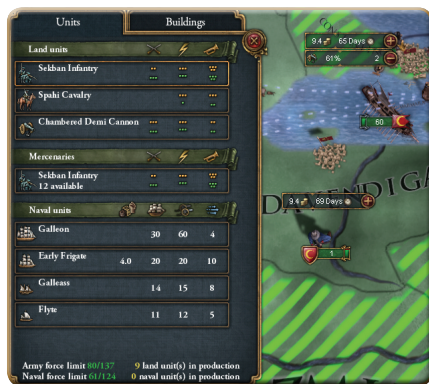 Units
Buildings
Land units
Sekban Infantry
Spahi Cavalry
Chambered Demi Cannon
Mercenaries
Sekban Infantry
12 available
Naval units
Galleon 30 60 4
Early Frigate 4.0 20 20 10
Galleass 14 15 8
Flyte 11 12 5
Army force limit 80/137
9 land unit(s) in production
Naval force limit 61/124
0 naval unit(s) in production
9.4 65 Days
61% 2
60
9.4 69 Days
1